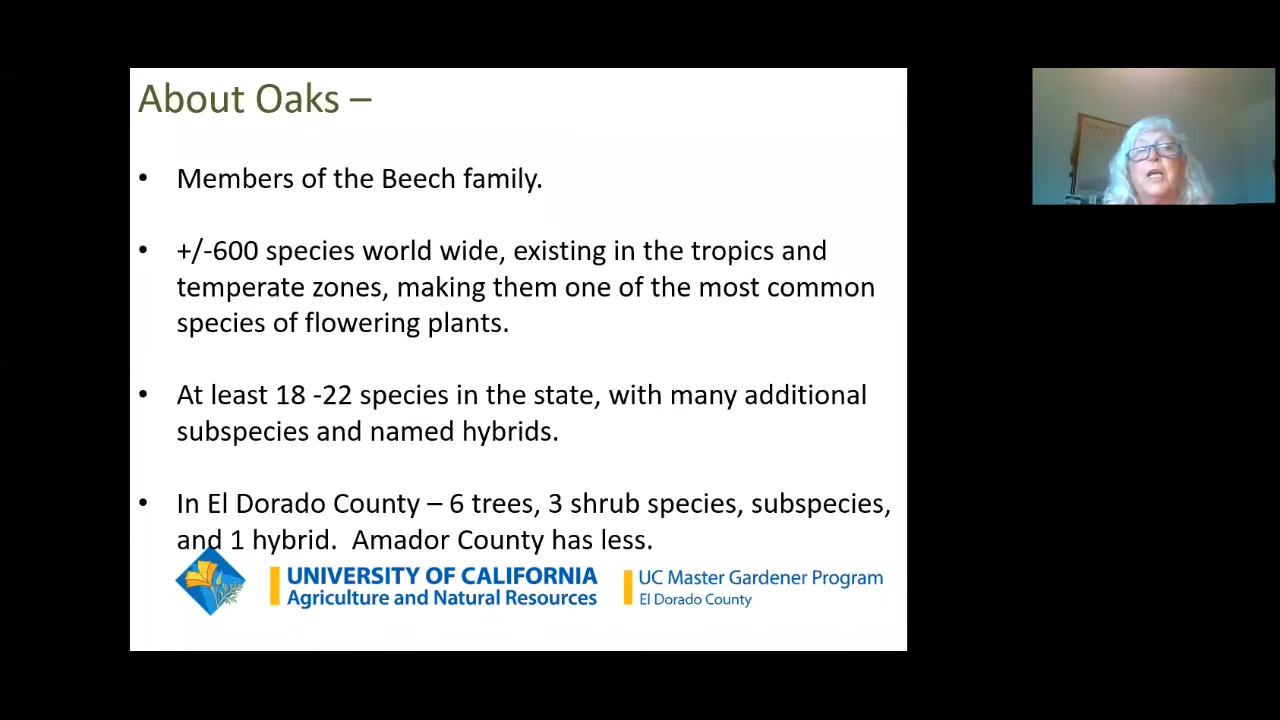 About Oaks –
• Members of the Beech family.
• +/-600 species world wide, existing in the tropics and
temperate zones, making them one of the most common
species of flowering plants.
• At least 18 -22 species in the state, with many additional
subspecies and named hybrids.
• In El Dorado County – 6 trees, 3 shrub species, subspecies,
and 1 hybrid.  Amador County has less.
UNIVERSITY OF CALIFORNIA
Agriculture and Natural Resources
UC Master Gardener Program
El Dorado County